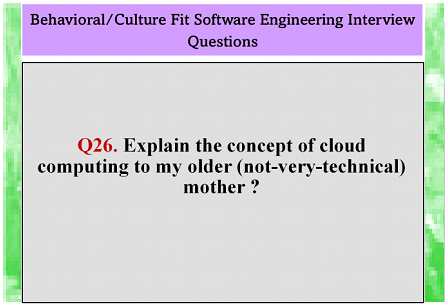 Behavioral/Culture Fit Software Engineering Interview
Questions
Q26. Explain the concept of cloud
computing to my older (not-very-technical)
mother ?